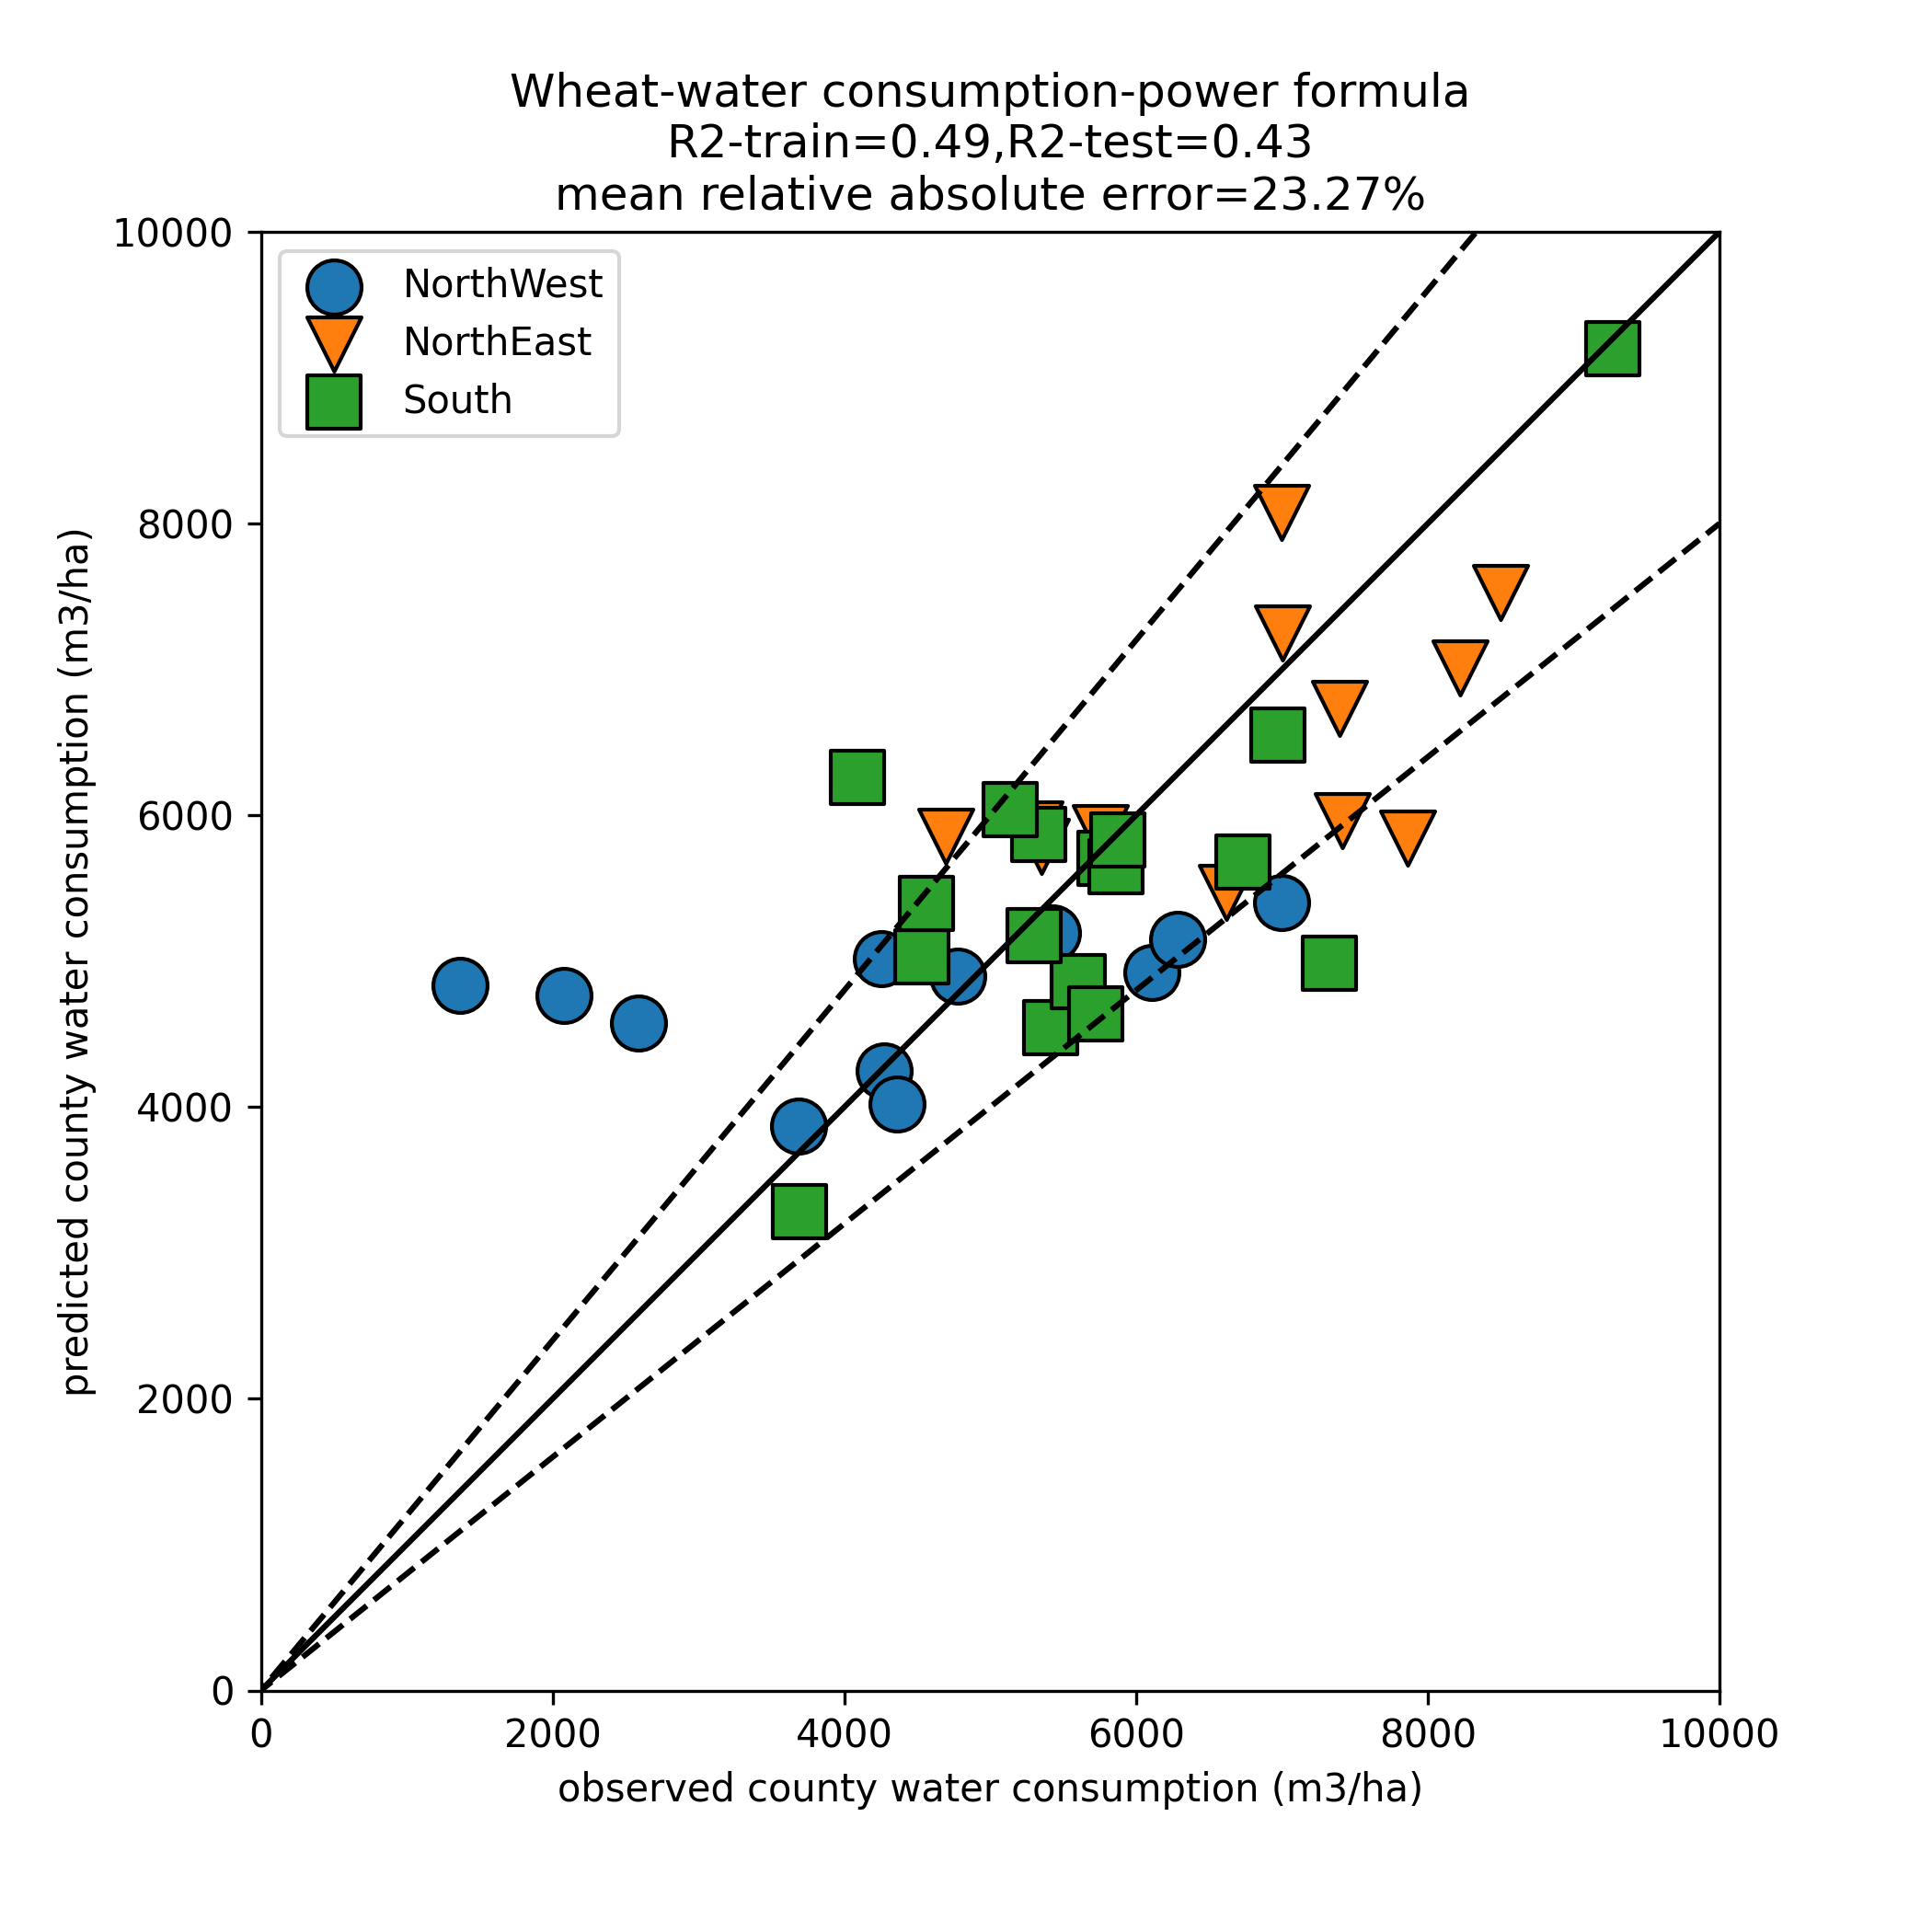 Wheat-water consumption-power formula
R2-train=0.49,R2-test=0.43
mean relative absolute error=23.27%
10000
8000
6000
4000
2000
0
predicted county water consumption (m3/ha)
NorthWest
NorthEast
South
0 2000 4000 6000 8000 10000
observed county water consumption (m3/ha)